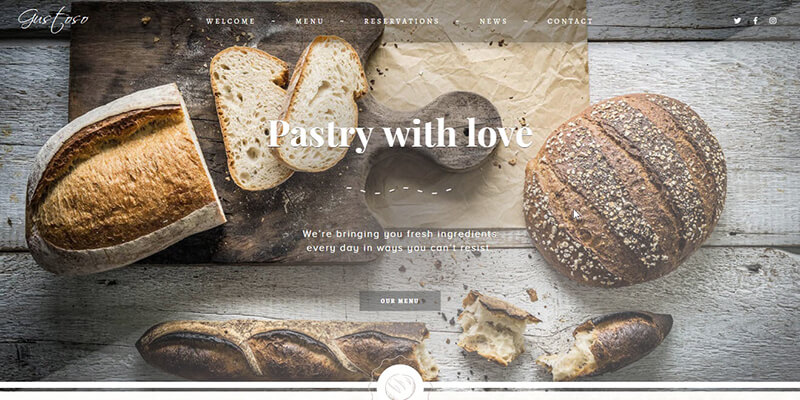 Gustoso
WELCOME ~ MENU ~ RESERVATIONS ~ NEWS ~ CONTACT
Pastry with love
We're bringing you fresh ingredients
every day in ways you can't resist.
OUR MENU